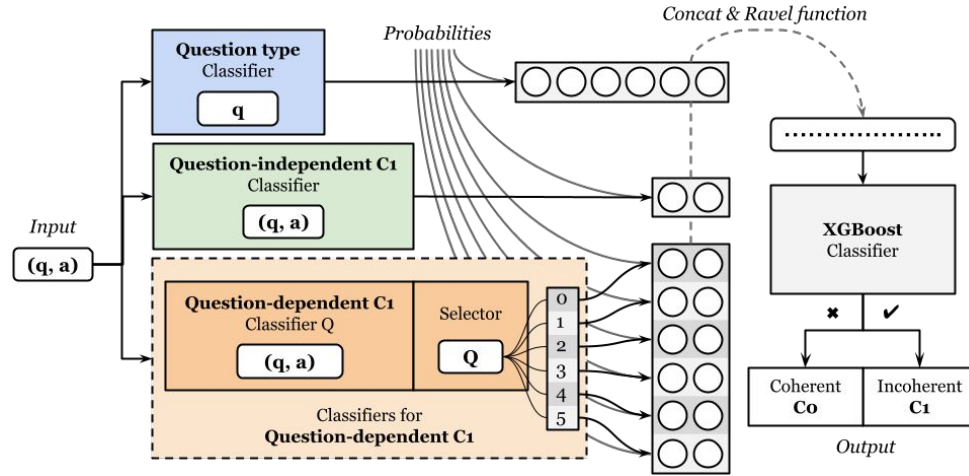 Probabilities
Concat & Ravel function
Question type
Classifier
q
Question-independent C1
Classifier
(q, a)
Input
(q, a)
Question-dependent C1
Classifier Q
(q, a)
Selector
Q
0
1
2
3
4
5
Classifiers for
Question-dependent C1
XGBoost
Classifier
✖ ✔
Coherent
C0
Incoherent
C1
Output